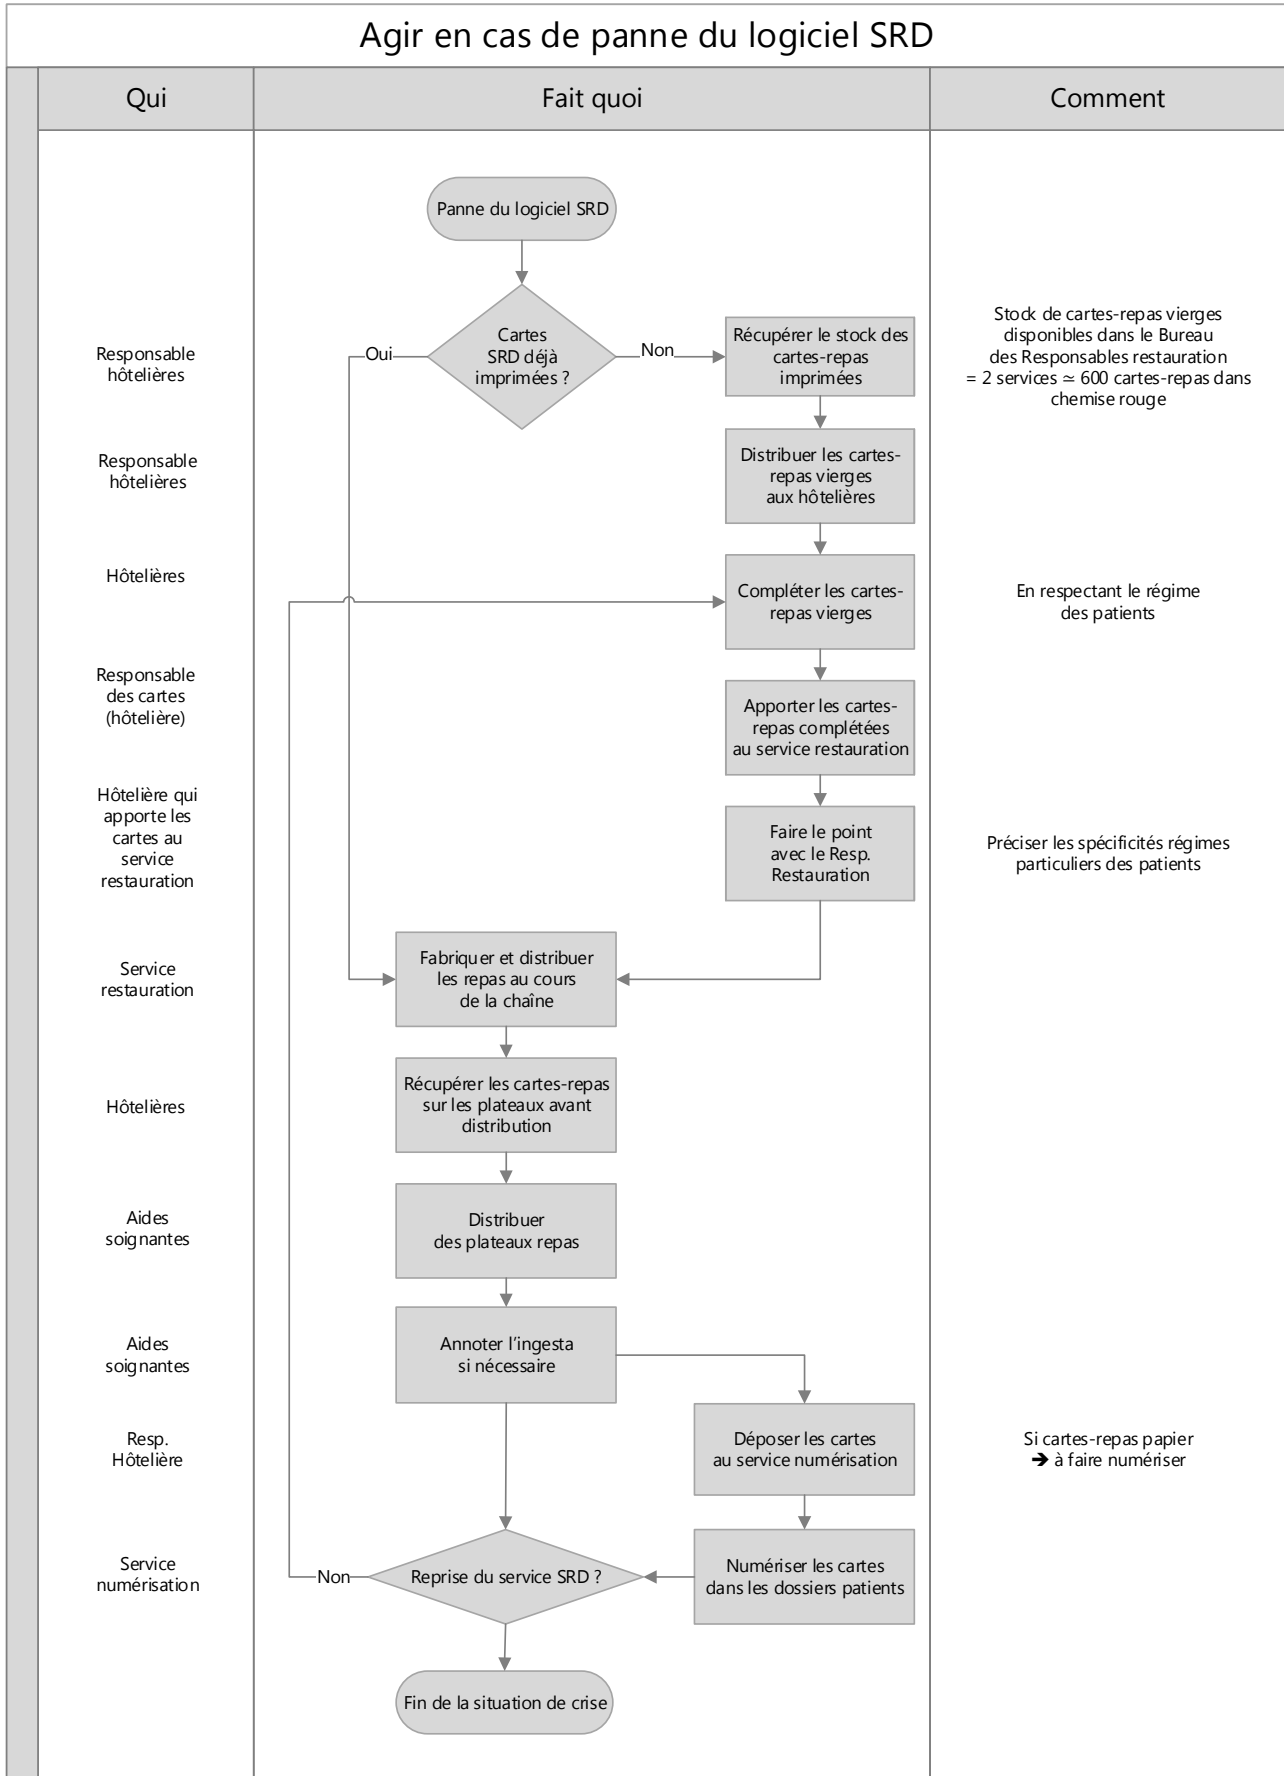 Agir en cas de panne du logiciel SRD
Qui
Fait quoi
Comment
Panne du logiciel SRD
Responsable
hôtelières
Oui
Cartes
SRD déjà
imprimées ?
Non
Récupérer le stock des
cartes-repas
imprimées
Stock de cartes-repas vierges
disponibles dans le Bureau
des Responsables restauration
= 2 services ≃ 600 cartes-repas dans
chemise rouge
Responsable
hôtelières
Distribuer les cartes-
repas vierges
aux hôtelières
Hôtelières
Compléter les cartes-
repas vierges
En respectant le régime
des patients
Responsable
des cartes
(hôtelière)
Apporter les cartes-
repas complétées
au service restauration
Hôtelière qui
apporte les
cartes au
service
restauration
Faire le point
avec le Resp.
Restauration
Préciser les spécificités régimes
particuliers des patients
Service
restauration
Fabriquer et distribuer
les repas au cours
de la chaîne
Hôtelières
Récupérer les cartes-repas
sur les plateaux avant
distribution
Aides
soignantes
Distribuer
des plateaux repas
Aides
soignantes
Annoter l'ingesta
si nécessaire
Resp.
Hôtelière
Déposer les cartes
au service numérisation
Si cartes-repas papier
➔ à faire numériser
Service
numérisation
Non
Reprise du service SRD ?
Numériser les cartes
dans les dossiers patients
Fin de la situation de crise